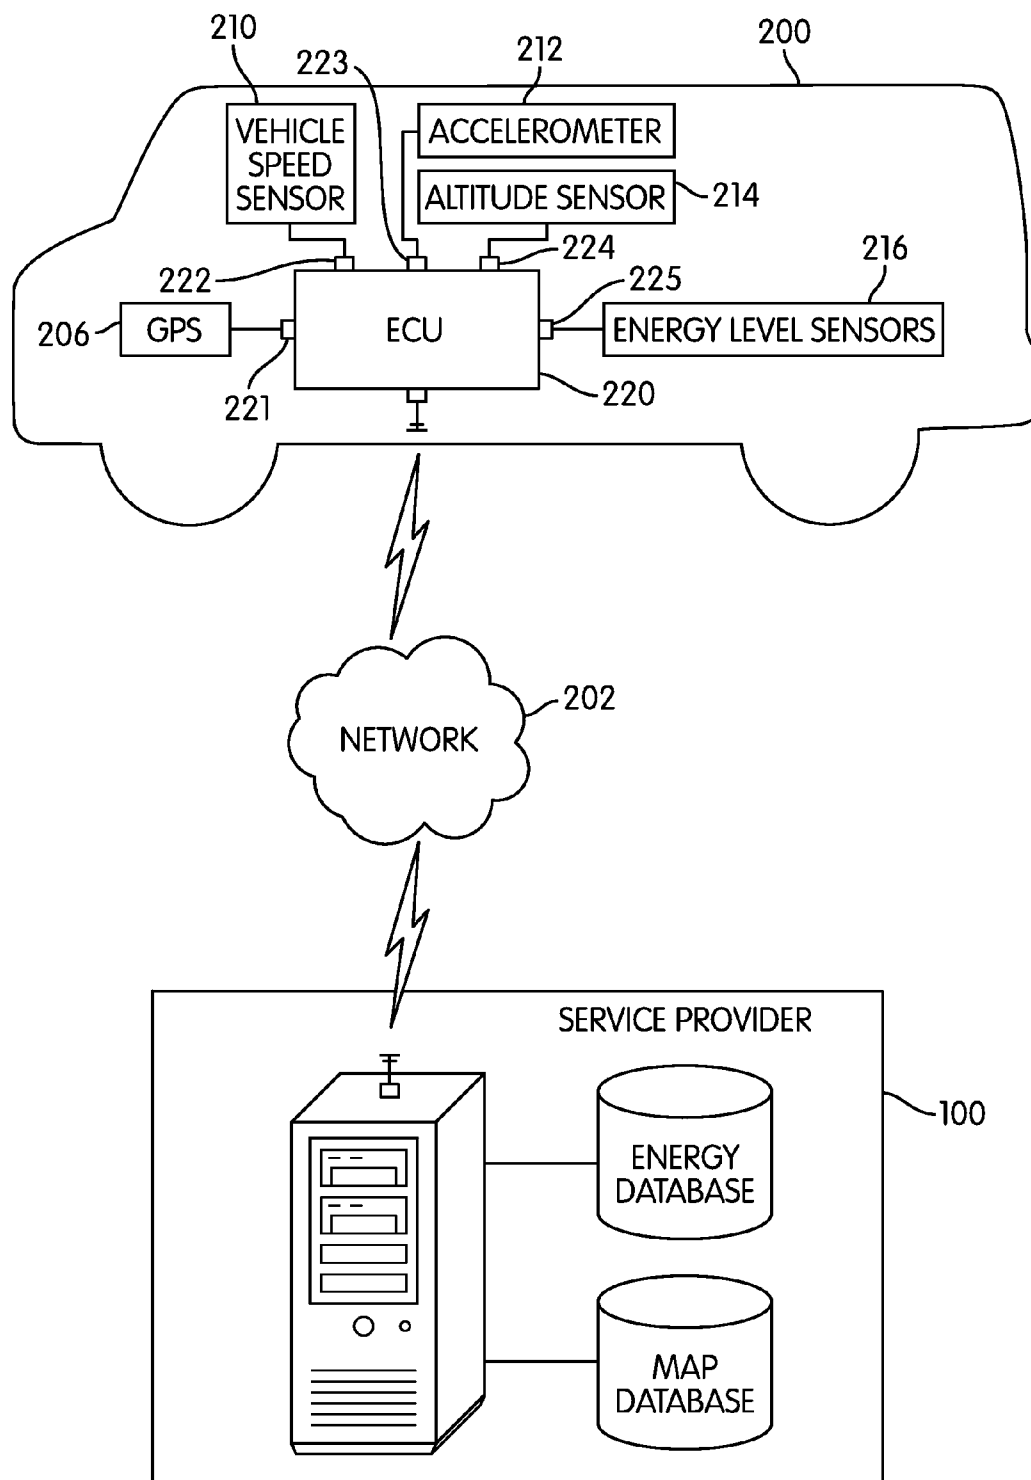 210
223
212
200
VEHICLE
SPEED
SENSOR
ACCELEROMETER
ALTITUDE SENSOR
214
222
224
225
216
206
GPS
ECU
ENERGY LEVEL SENSORS
221
220
NETWORK
202
SERVICE PROVIDER
100
ENERGY
DATABASE
MAP
DATABASE